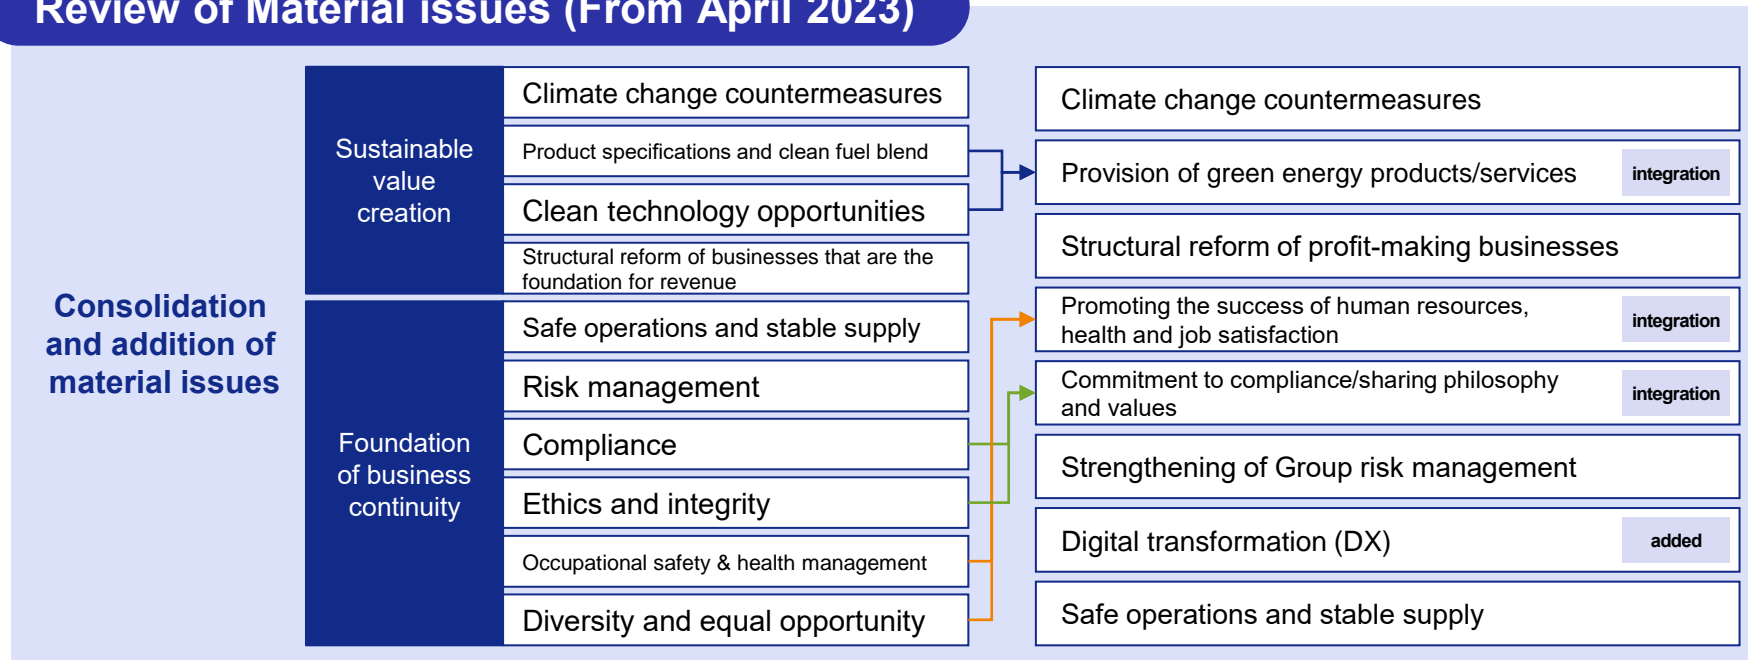 Review of Material issues (From April 2023)
Consolidation
and addition of
material issues
Sustainable
value
creation
Climate change countermeasures
Product specifications and clean fuel blend
Clean technology opportunities
Structural reform of businesses that are the
foundation for revenue
Foundation
of business
continuity
Safe operations and stable supply
Risk management
Compliance
Ethics and integrity
Occupational safety & health management
Diversity and equal opportunity
Climate change countermeasures
Provision of green energy products/services
integration
Structural reform of profit-making businesses
Promoting the success of human resources,
health and job satisfaction
integration
Commitment to compliance/sharing philosophy
and values
integration
Strengthening of Group risk management
Digital transformation (DX)
added
Safe operations and stable supply